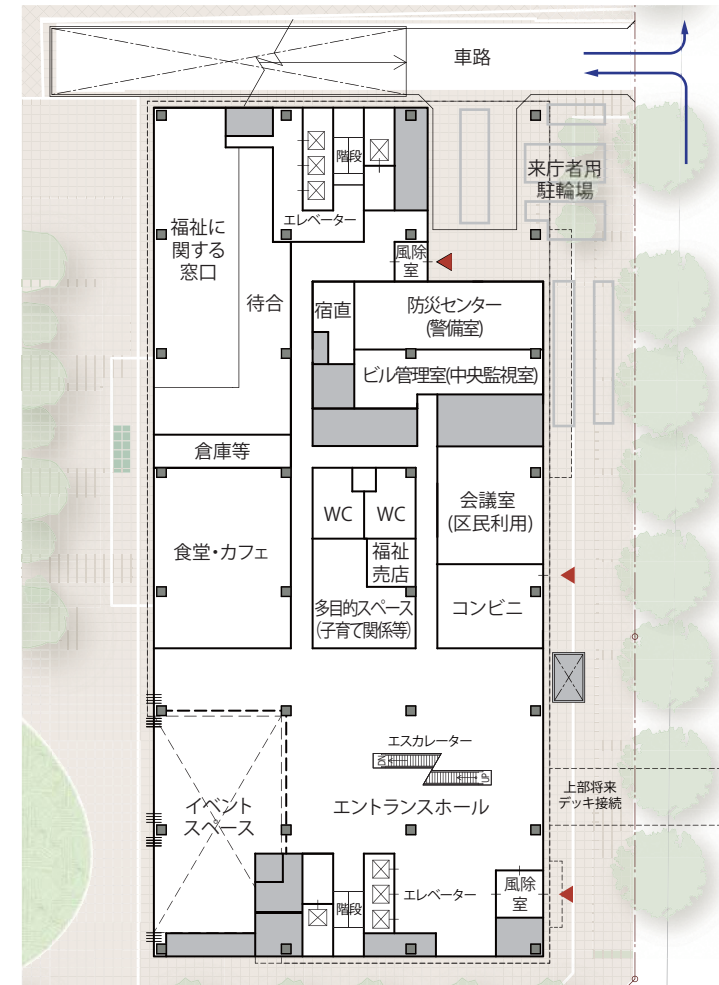 車路
来庁者用
駐輪場
階段
エレベーター
福祉に
関する
窓口
風除
室
待合
宿直
防災センター
(警備室)
ビル管理室(中央監視室)
倉庫等
WC
WC
会議室
(区民利用)
食堂・カフェ
福祉
売店
多目的スペース
(子育て関係等)
コンビニ
エスカレーター
DN
UP
上部将来
デッキ接続
イベント
スペース
エントランスホール
エレベーター
風除
室
階段